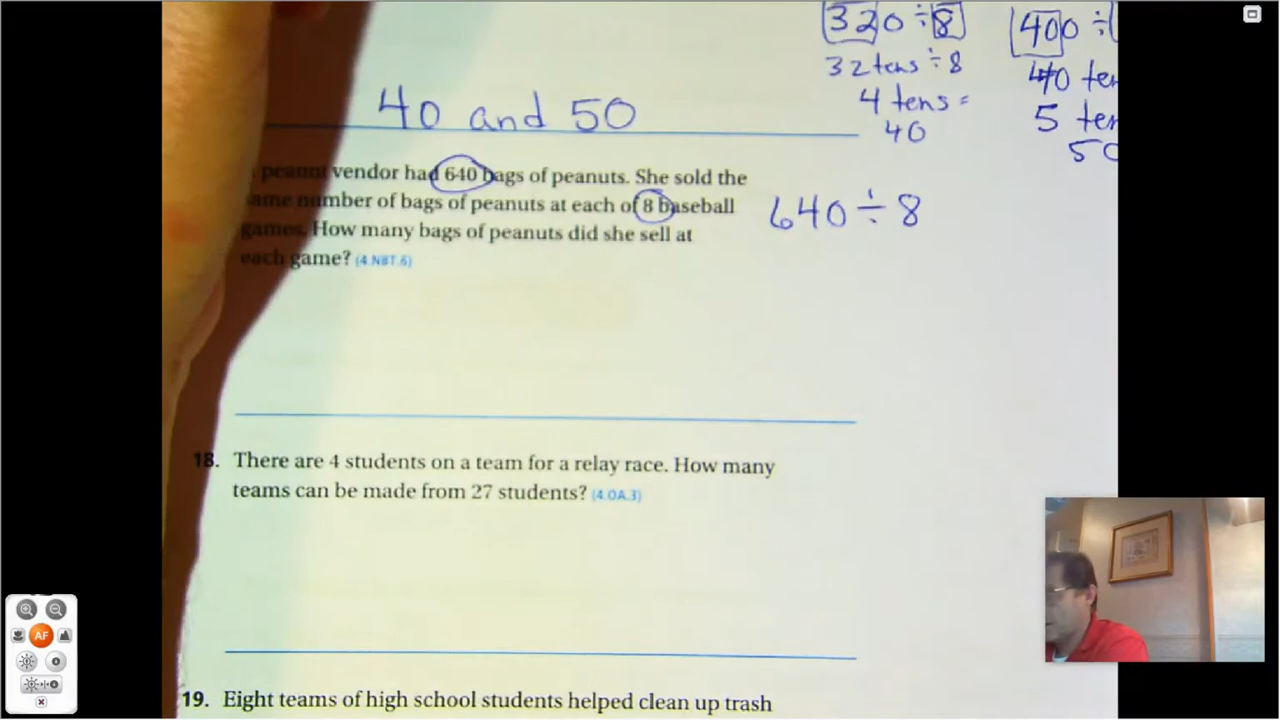 320 ÷ 8
32 tens ÷ 8
4 tens =
40
400 ÷
40 ten
5 ten
50
40 and 50
peanut vendor had 640 bags of peanuts. She sold the
same number of bags of peanuts at each of 8 baseball
games. How many bags of peanuts did she sell at
each game? (4.NBT.6)
640 ÷ 8
18. There are 4 students on a team for a relay race. How many
teams can be made from 27 students? (4.OA.3)
19. Eight teams of high school students helped clean up trash
AF